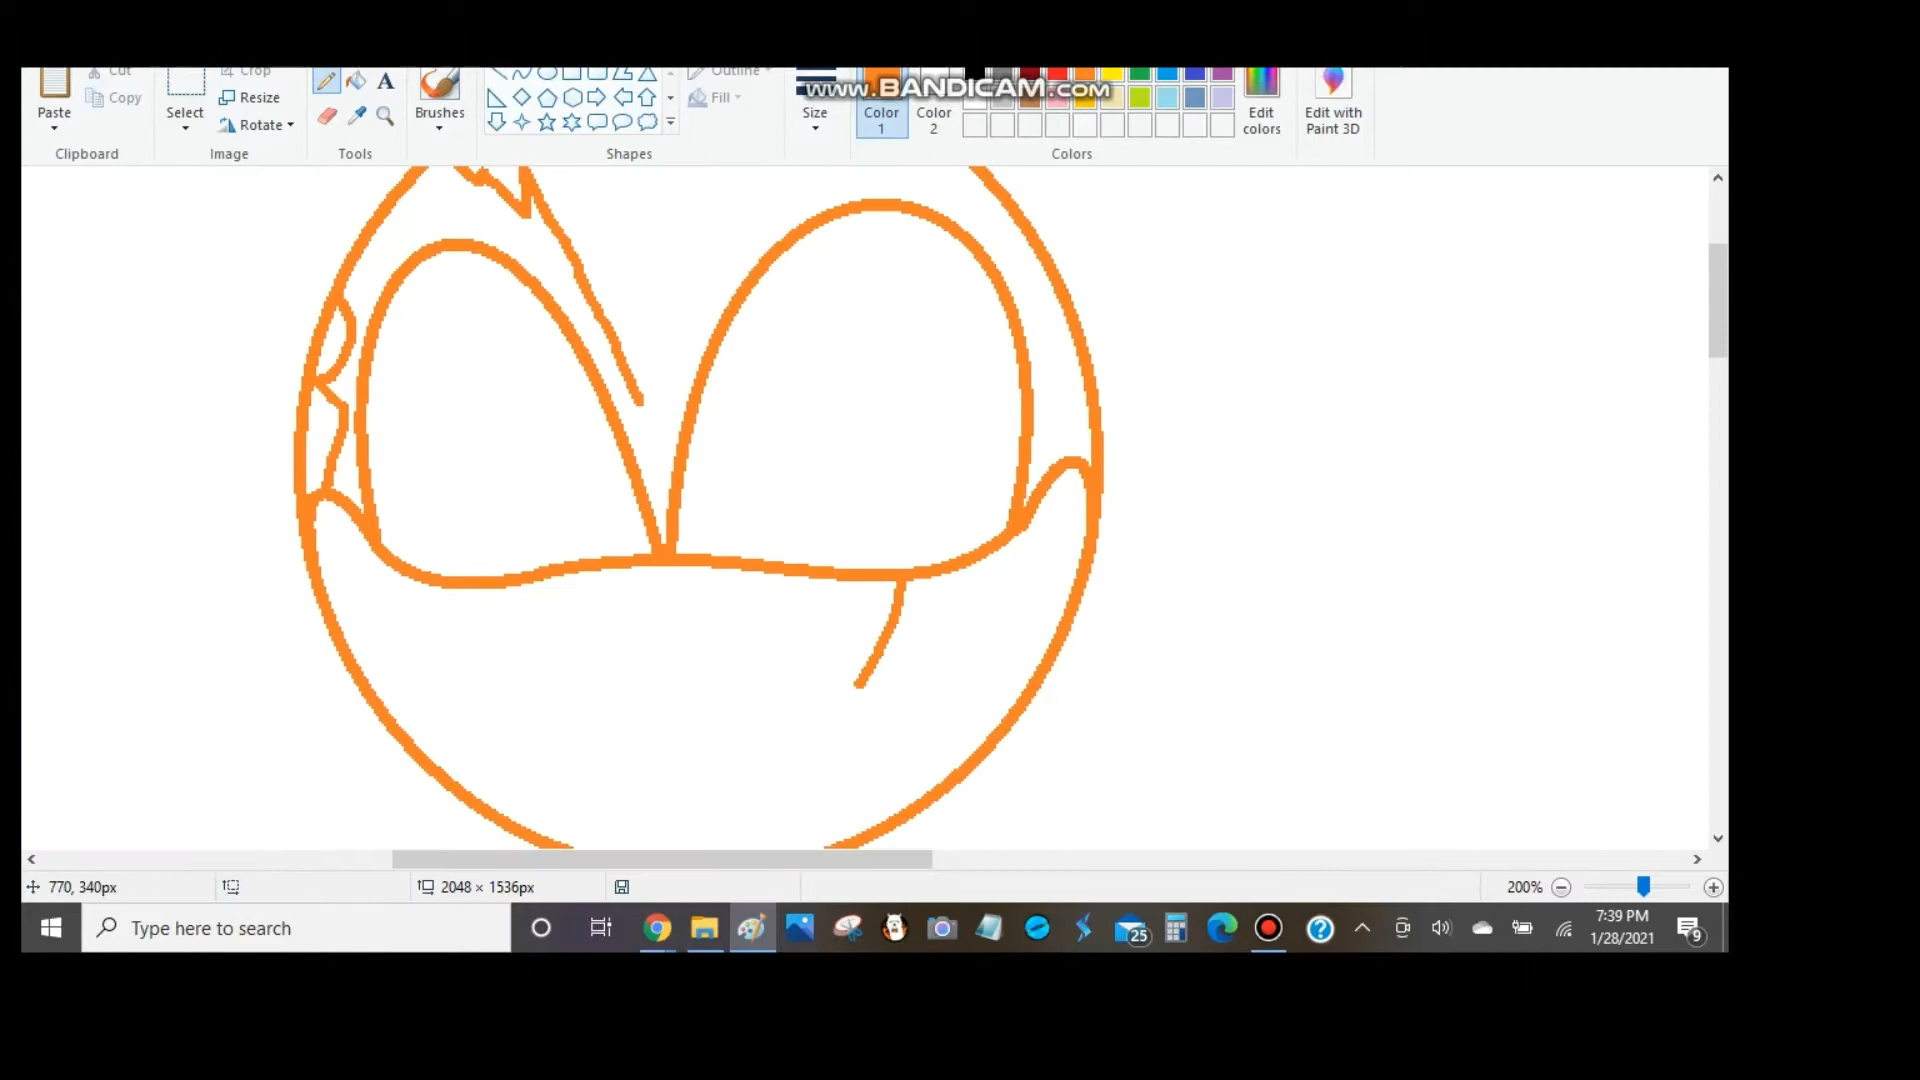 Cut
Crop
Outline
www.BANDICAM.com
Copy
Resize
Fill
Paste
Select
Rotate
Brushes
Size
Color 1
Color 2
Edit colors
Edit with Paint 3D
Clipboard
Image
Tools
Shapes
Colors
770, 340px
2048 × 1536px
200%
Type here to search
25
7:39 PM
1/28/2021
9